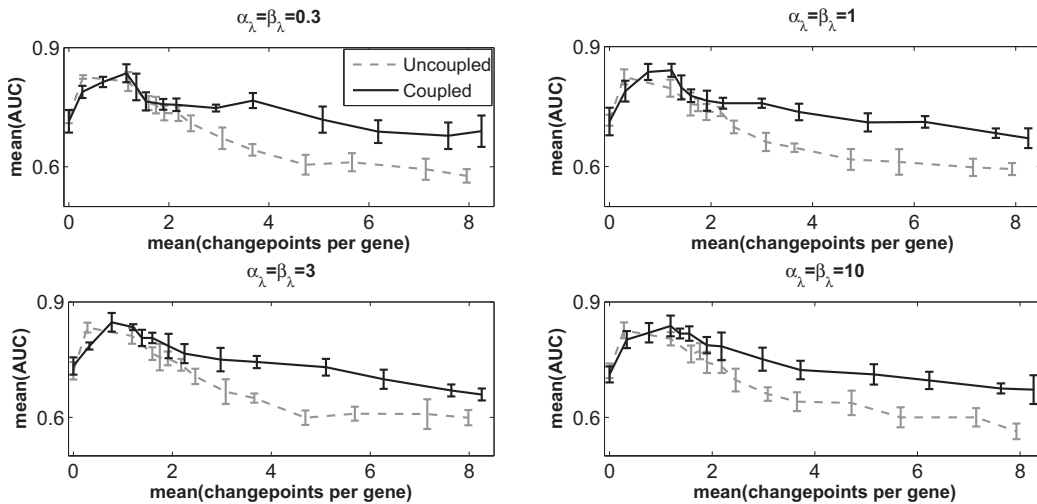 α_λ=β_λ=0.3
0.9
0.6
mean(AUC)
Uncoupled
Coupled
0 2 4 6 8
mean(changepoints per gene)
α_λ=β_λ=1
0.9
0.6
mean(AUC)
0 2 4 6 8
mean(changepoints per gene)
α_λ=β_λ=3
0.9
0.6
mean(AUC)
0 2 4 6 8
mean(changepoints per gene)
α_λ=β_λ=10
0.9
0.6
mean(AUC)
0 2 4 6 8
mean(changepoints per gene)